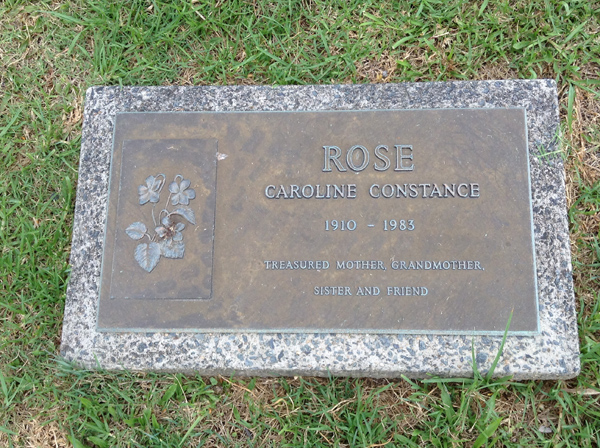 ROSE
CAROLINE CONSTANCE
1910 - 1983
TREASURED MOTHER, GRANDMOTHER,
SISTER AND FRIEND